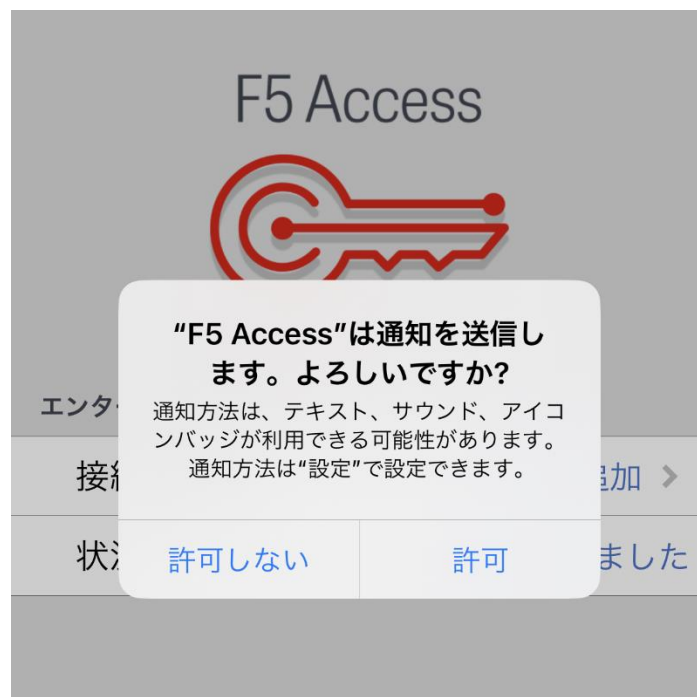 F5 Access
“F5 Access”は通知を送信し
ます。よろしいですか?
通知方法は、テキスト、サウンド、アイコ
ンバッジが利用できる可能性があります。
通知方法は“設定”で設定できます。
エンター
接続
追加
状況
ました
許可しない
許可